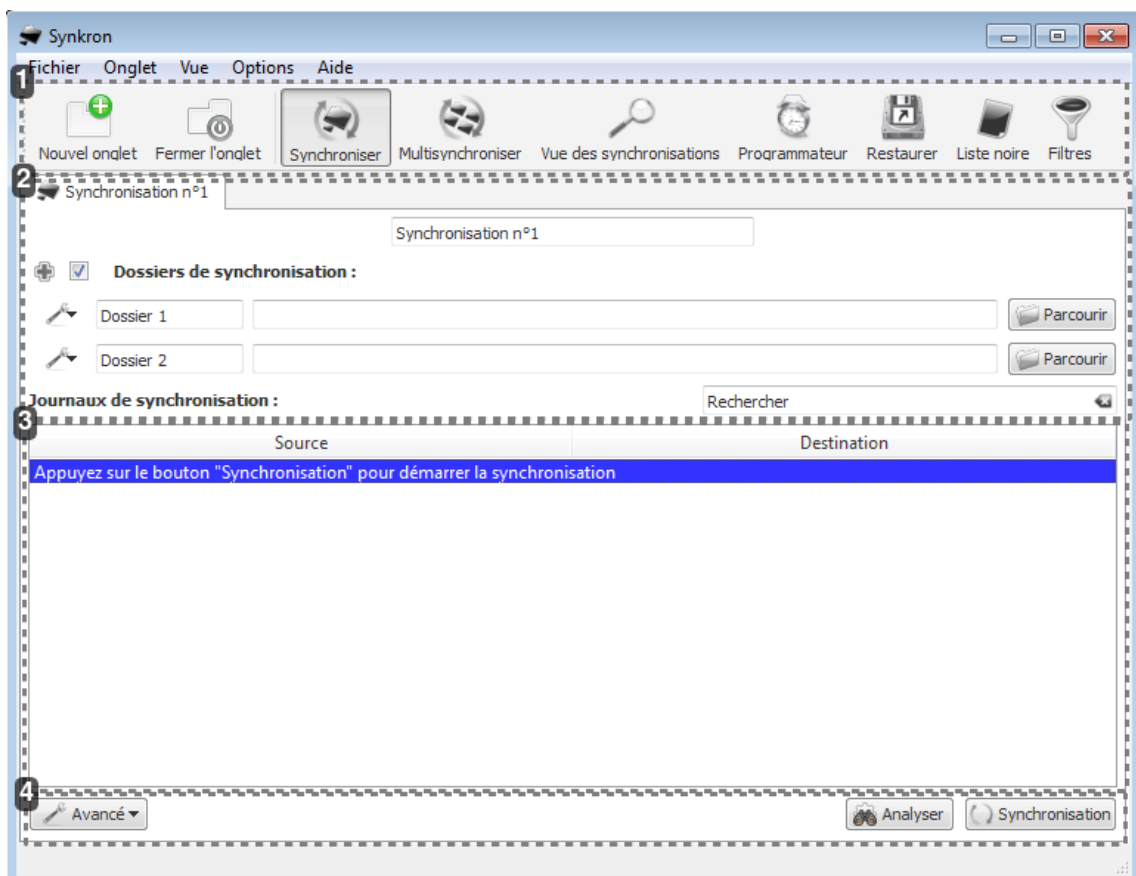 Synkron
Fichier Onglet Vue Options Aide
1
Nouvel onglet Fermer l'onglet Synchroniser Multisynchroniser Vue des synchronisations Programmateur Restaurer Liste noire Filtres
2
Synchronisation n°1
Synchronisation n°1
Dossiers de synchronisation :
Dossier 1 Parcourir
Dossier 2 Parcourir
Journaux de synchronisation : Rechercher
3
Source Destination
Appuyez sur le bouton "Synchronisation" pour démarrer la synchronisation
4
Avancé Analyser Synchronisation